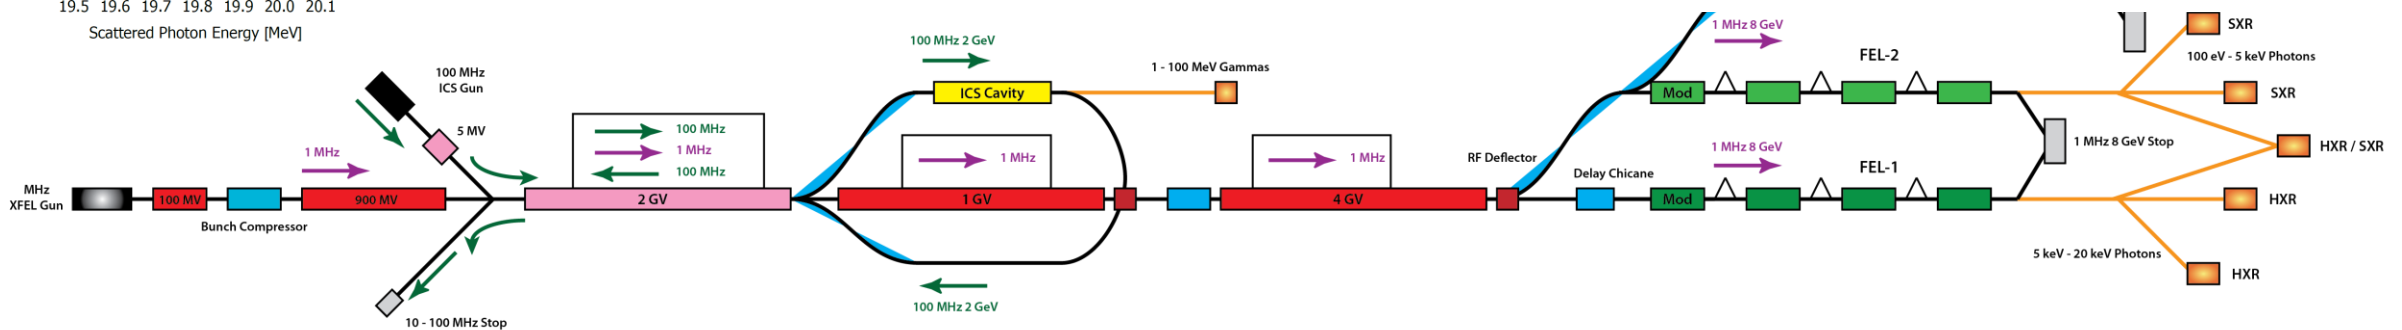 19.5 19.6 19.7 19.8 19.9 20.0 20.1
Scattered Photon Energy [MeV]
100 MHz
ICS Gun
5 MV
1 MHz
MHz
XFEL Gun
100 MV
Bunch Compressor
900 MV
10 - 100 MHz Stop
100 MHz
1 MHz
100 MHz
2 GV
100 MHz 2 GeV
ICS Cavity
1 - 100 MeV Gammas
1 MHz
1 GV
100 MHz 2 GeV
1 MHz
4 GV
RF Deflector
Delay Chicane
1 MHz 8 GeV
FEL-2
Mod
1 MHz 8 GeV
FEL-1
Mod
1 MHz 8 GeV Stop
SXR
100 eV - 5 keV Photons
SXR
HXR / SXR
HXR
5 keV - 20 keV Photons
HXR